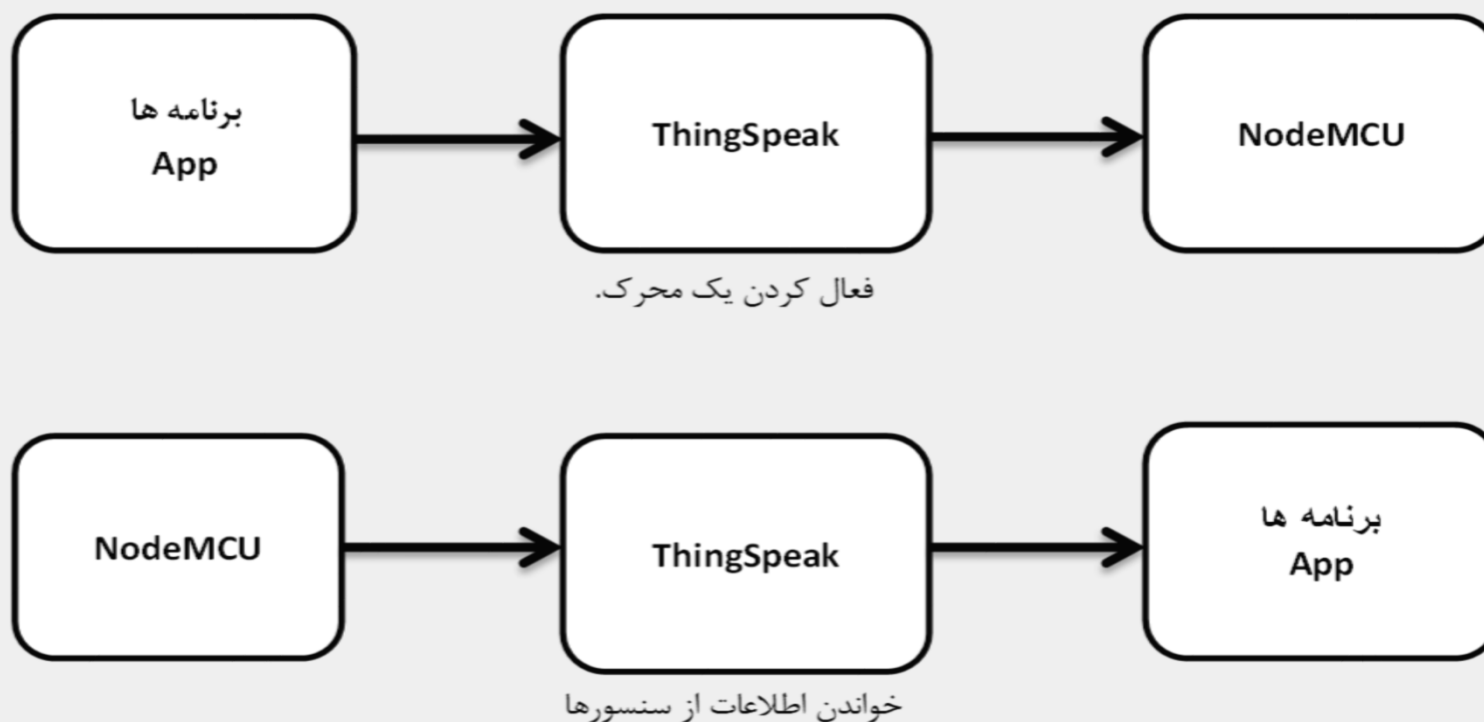 برنامه ها
App
ThingSpeak
NodeMCU
فعال کردن یک محرک.
NodeMCU
ThingSpeak
برنامه ها
App
خواندن اطلاعات از سنسورها